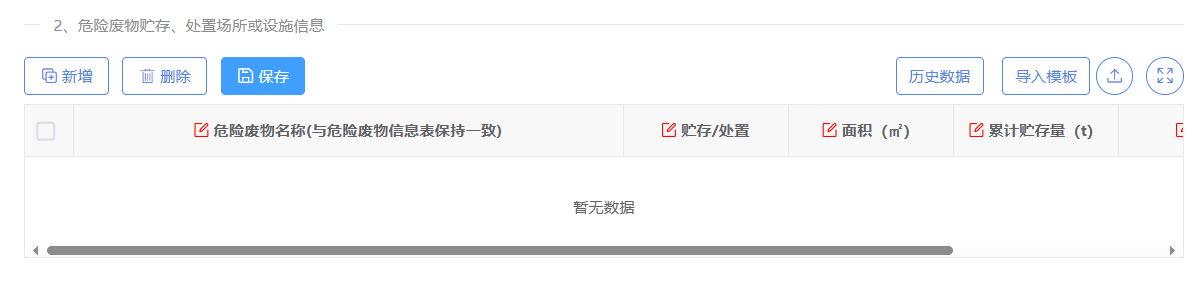 2、危险废物贮存、处置场所或设施信息
新增 删除 保存 历史数据 导入模板
危险废物名称(与危险废物信息表保持一致) 贮存/处置 面积（㎡） 累计贮存量（t)
暂无数据